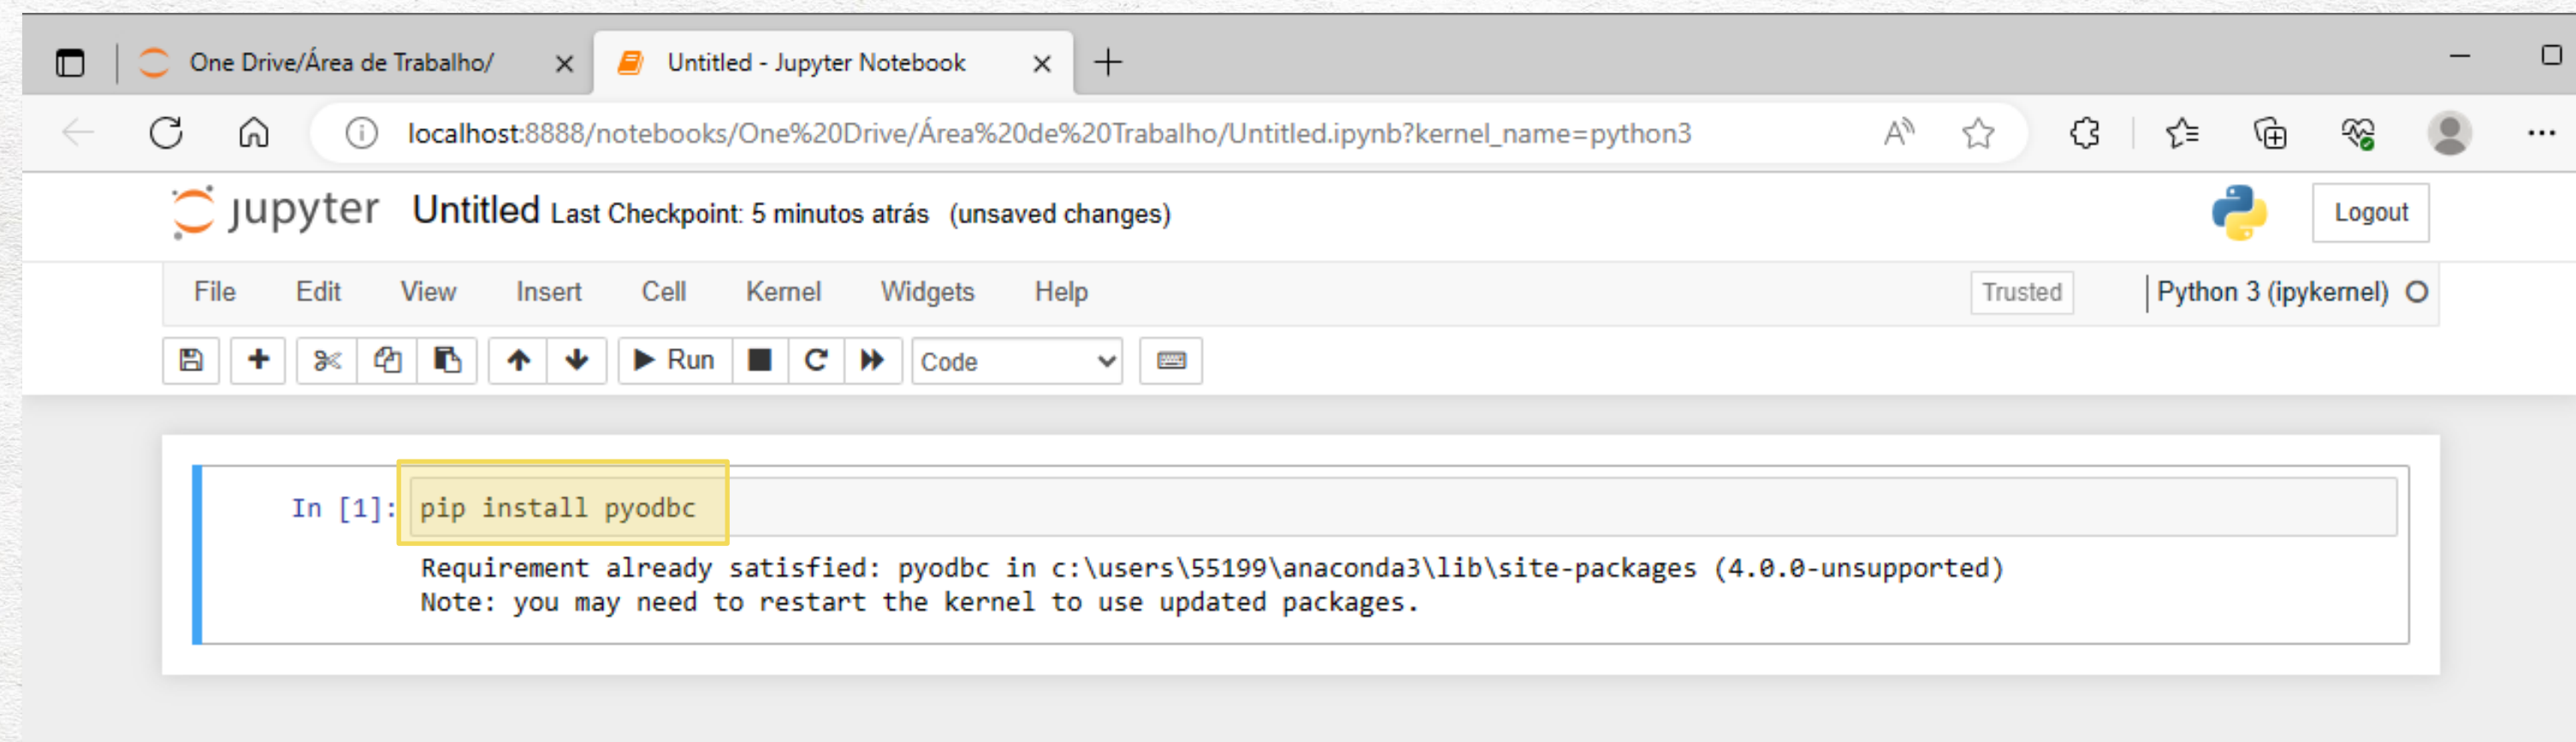 One Drive/Área de Trabalho/
Untitled - Jupyter Notebook
localhost:8888/notebooks/One%20Drive/Área%20de%20Trabalho/Untitled.ipynb?kernel_name=python3
jupyter Untitled Last Checkpoint: 5 minutos atrás (unsaved changes)
Logout
File Edit View Insert Cell Kernel Widgets Help
Trusted
Python 3 (ipykernel)
Run
Code
In [1]: pip install pyodbc
Requirement already satisfied: pyodbc in c:\users\55199\anaconda3\lib\site-packages (4.0.0-unsupported)
Note: you may need to restart the kernel to use updated packages.